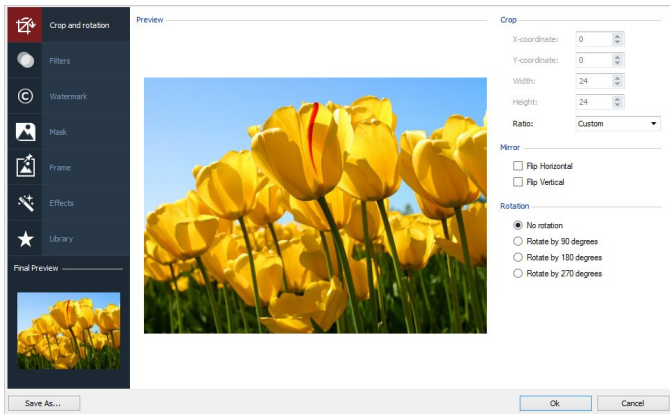 Crop and rotation
Filters
Watermark
Mask
Frame
Effects
Library
Final Preview
Preview
Crop
X-coordinate: 0
Y-coordinate: 0
Width: 24
Height: 24
Ratio: Custom
Mirror
Flip Horizontal
Flip Vertical
Rotation
No rotation
Rotate by 90 degrees
Rotate by 180 degrees
Rotate by 270 degrees
Save As...
Ok
Cancel